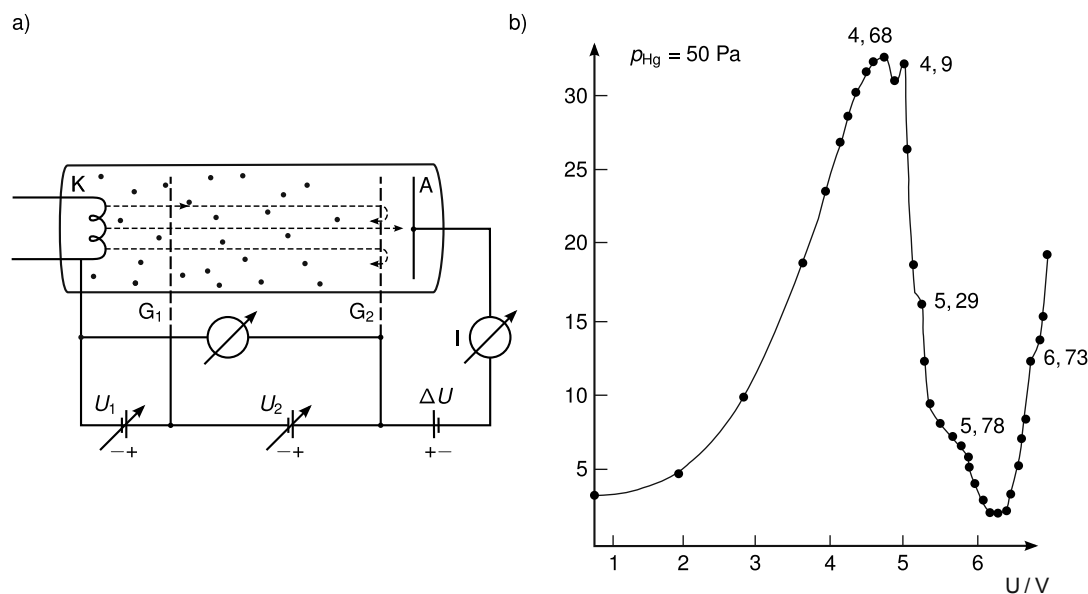 a)
K
A
G₁
G₂
I
U₁
U₂
ΔU
−+
−+
+−
b)
p_Hg = 50 Pa
4, 68
4, 9
30
25
20
5, 29
15
6, 73
10
5, 78
5
1 2 3 4 5 6
U / V